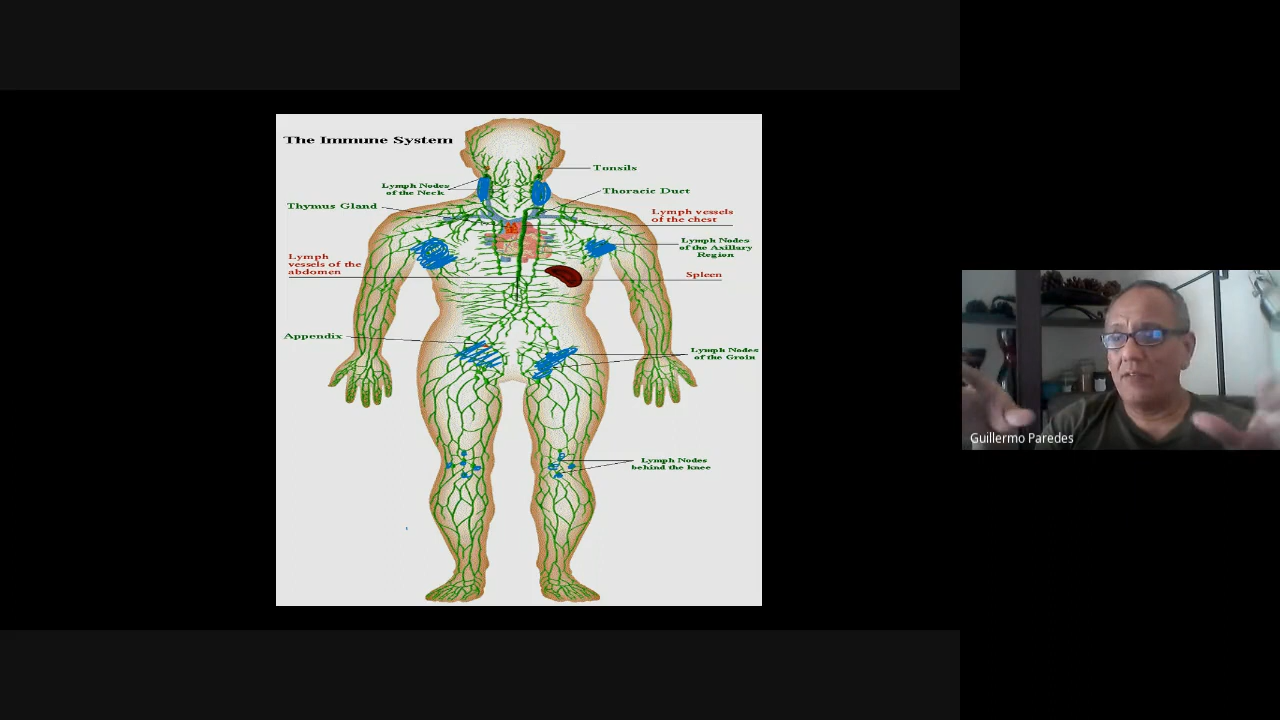 The Immune System
Tonsils
Lymph Nodes
of the Neck
Thoracic Duct
Thymus Gland
Lymph vessels
of the chest
Lymph Nodes
of the Axillary
Region
Lymph
vessels of the
abdomen
Spleen
Appendix
Lymph Nodes
of the Groin
Guillermo Paredes
Lymph Nodes
behind the knee